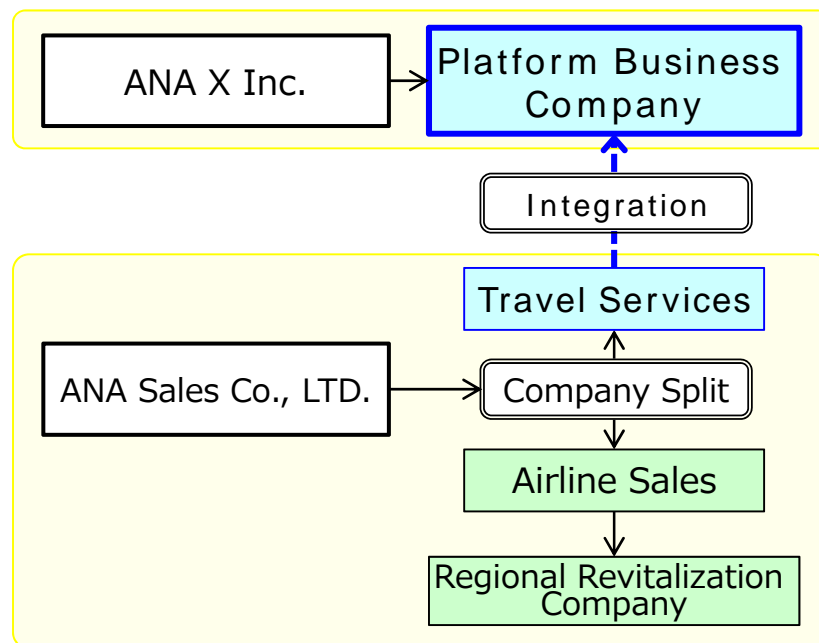 ANA X Inc.
Platform Business
Company
Integration
Travel Services
ANA Sales Co., LTD.
Company Split
Airline Sales
Regional Revitalization
Company